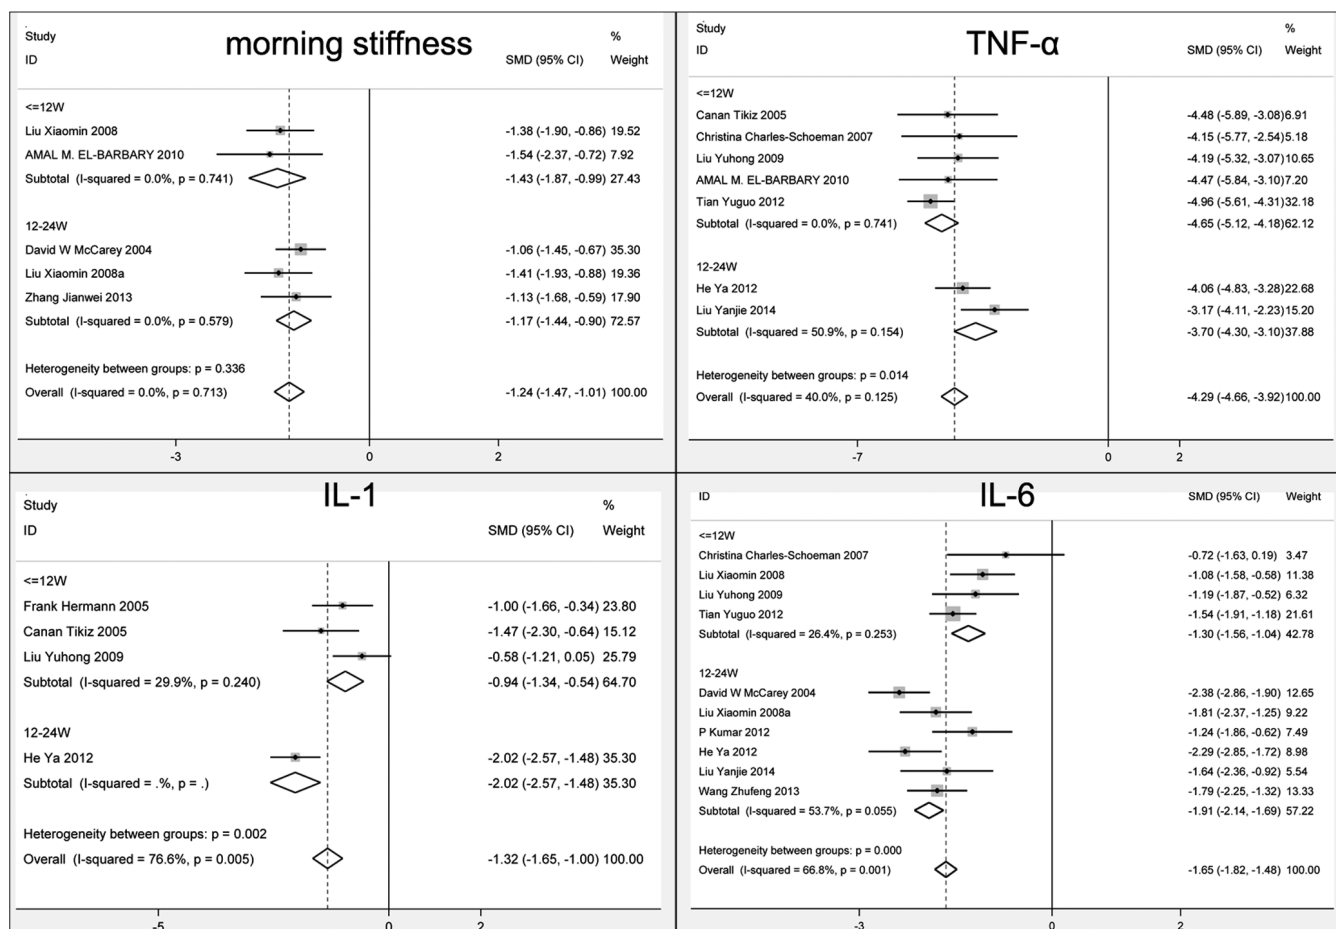 morning stiffness
Study %
ID SMD (95% CI) Weight
<=12W
Liu Xiaomin 2008 -1.38 (-1.90, -0.86) 19.52
AMAL M. EL-BARBARY 2010 -1.54 (-2.37, -0.72) 7.92
Subtotal (I-squared = 0.0%, p = 0.741) -1.43 (-1.87, -0.99) 27.43
12-24W
David W McCarey 2004 -1.06 (-1.45, -0.67) 35.30
Liu Xiaomin 2008a -1.41 (-1.93, -0.88) 19.36
Zhang Jianwei 2013 -1.13 (-1.68, -0.59) 17.90
Subtotal (I-squared = 0.0%, p = 0.579) -1.17 (-1.44, -0.90) 72.57
Heterogeneity between groups: p = 0.336
Overall (I-squared = 0.0%, p = 0.713) -1.24 (-1.47, -1.01) 100.00
-3 0
TNF-α
Study %
ID SMD (95% CI) Weight
<=12W
Canan Tikiz 2005 -4.48 (-5.89, -3.08) 6.91
Christina Charles-Schoeman 2007 -4.15 (-5.77, -2.54) 5.18
Liu Yuhong 2009 -4.19 (-5.32, -3.07) 10.65
AMAL M. EL-BARBARY 2010 -4.47 (-5.84, -3.10) 7.20
Tian Yuguo 2012 -4.96 (-5.61, -4.31) 32.18
Subtotal (I-squared = 0.0%, p = 0.741) -4.65 (-5.12, -4.18) 62.12
12-24W
He Ya 2012 -4.06 (-4.83, -3.28) 22.68
Liu Yanjie 2014 -3.17 (-4.11, -2.23) 15.20
Subtotal (I-squared = 50.9%, p = 0.154) -3.70 (-4.30, -3.10) 37.88
Heterogeneity between groups: p = 0.014
Overall (I-squared = 40.0%, p = 0.125) -4.29 (-4.66, -3.92) 100.00
-7 0 2
IL-1
Study %
ID SMD (95% CI) Weight
<=12W
Frank Hermann 2005 -1.00 (-1.66, -0.34) 23.80
Canan Tikiz 2005 -1.47 (-2.30, -0.64) 15.12
Liu Yuhong 2009 -0.58 (-1.21, 0.05) 25.79
Subtotal (I-squared = 29.9%, p = 0.240) -0.94 (-1.34, -0.54) 64.70
12-24W
He Ya 2012 -2.02 (-2.57, -1.48) 35.30
Subtotal (I-squared = .%, p = .) -2.02 (-2.57, -1.48) 35.30
Heterogeneity between groups: p = 0.002
Overall (I-squared = 76.6%, p = 0.005) -1.32 (-1.65, -1.00) 100.00
-5 0 2
IL-6
ID SMD (95% CI) Weight
<=12W
Christina Charles-Schoeman 2007 -0.72 (-1.63, 0.19) 3.47
Liu Xiaomin 2008 -1.08 (-1.58, -0.58) 11.38
Liu Yuhong 2009 -1.19 (-1.87, -0.52) 6.32
Tian Yuguo 2012 -1.54 (-1.91, -1.18) 21.61
Subtotal (I-squared = 26.4%, p = 0.253) -1.30 (-1.56, -1.04) 42.78
12-24W
David W McCarey 2004 -2.38 (-2.86, -1.90) 12.65
Liu Xiaomin 2008a -1.81 (-2.37, -1.25) 9.22
P Kumar 2012 -1.24 (-1.86, -0.62) 7.49
He Ya 2012 -2.29 (-2.85, -1.72) 8.98
Liu Yanjie 2014 -1.64 (-2.36, -0.92) 5.54
Wang Zhufeng 2013 -1.79 (-2.25, -1.32) 13.33
Subtotal (I-squared = 53.7%, p = 0.055) -1.91 (-2.14, -1.69) 57.22
Heterogeneity between groups: p = 0.000
Overall (I-squared = 66.8%, p = 0.001) -1.65 (-1.82, -1.48) 100.00
-3 0 2